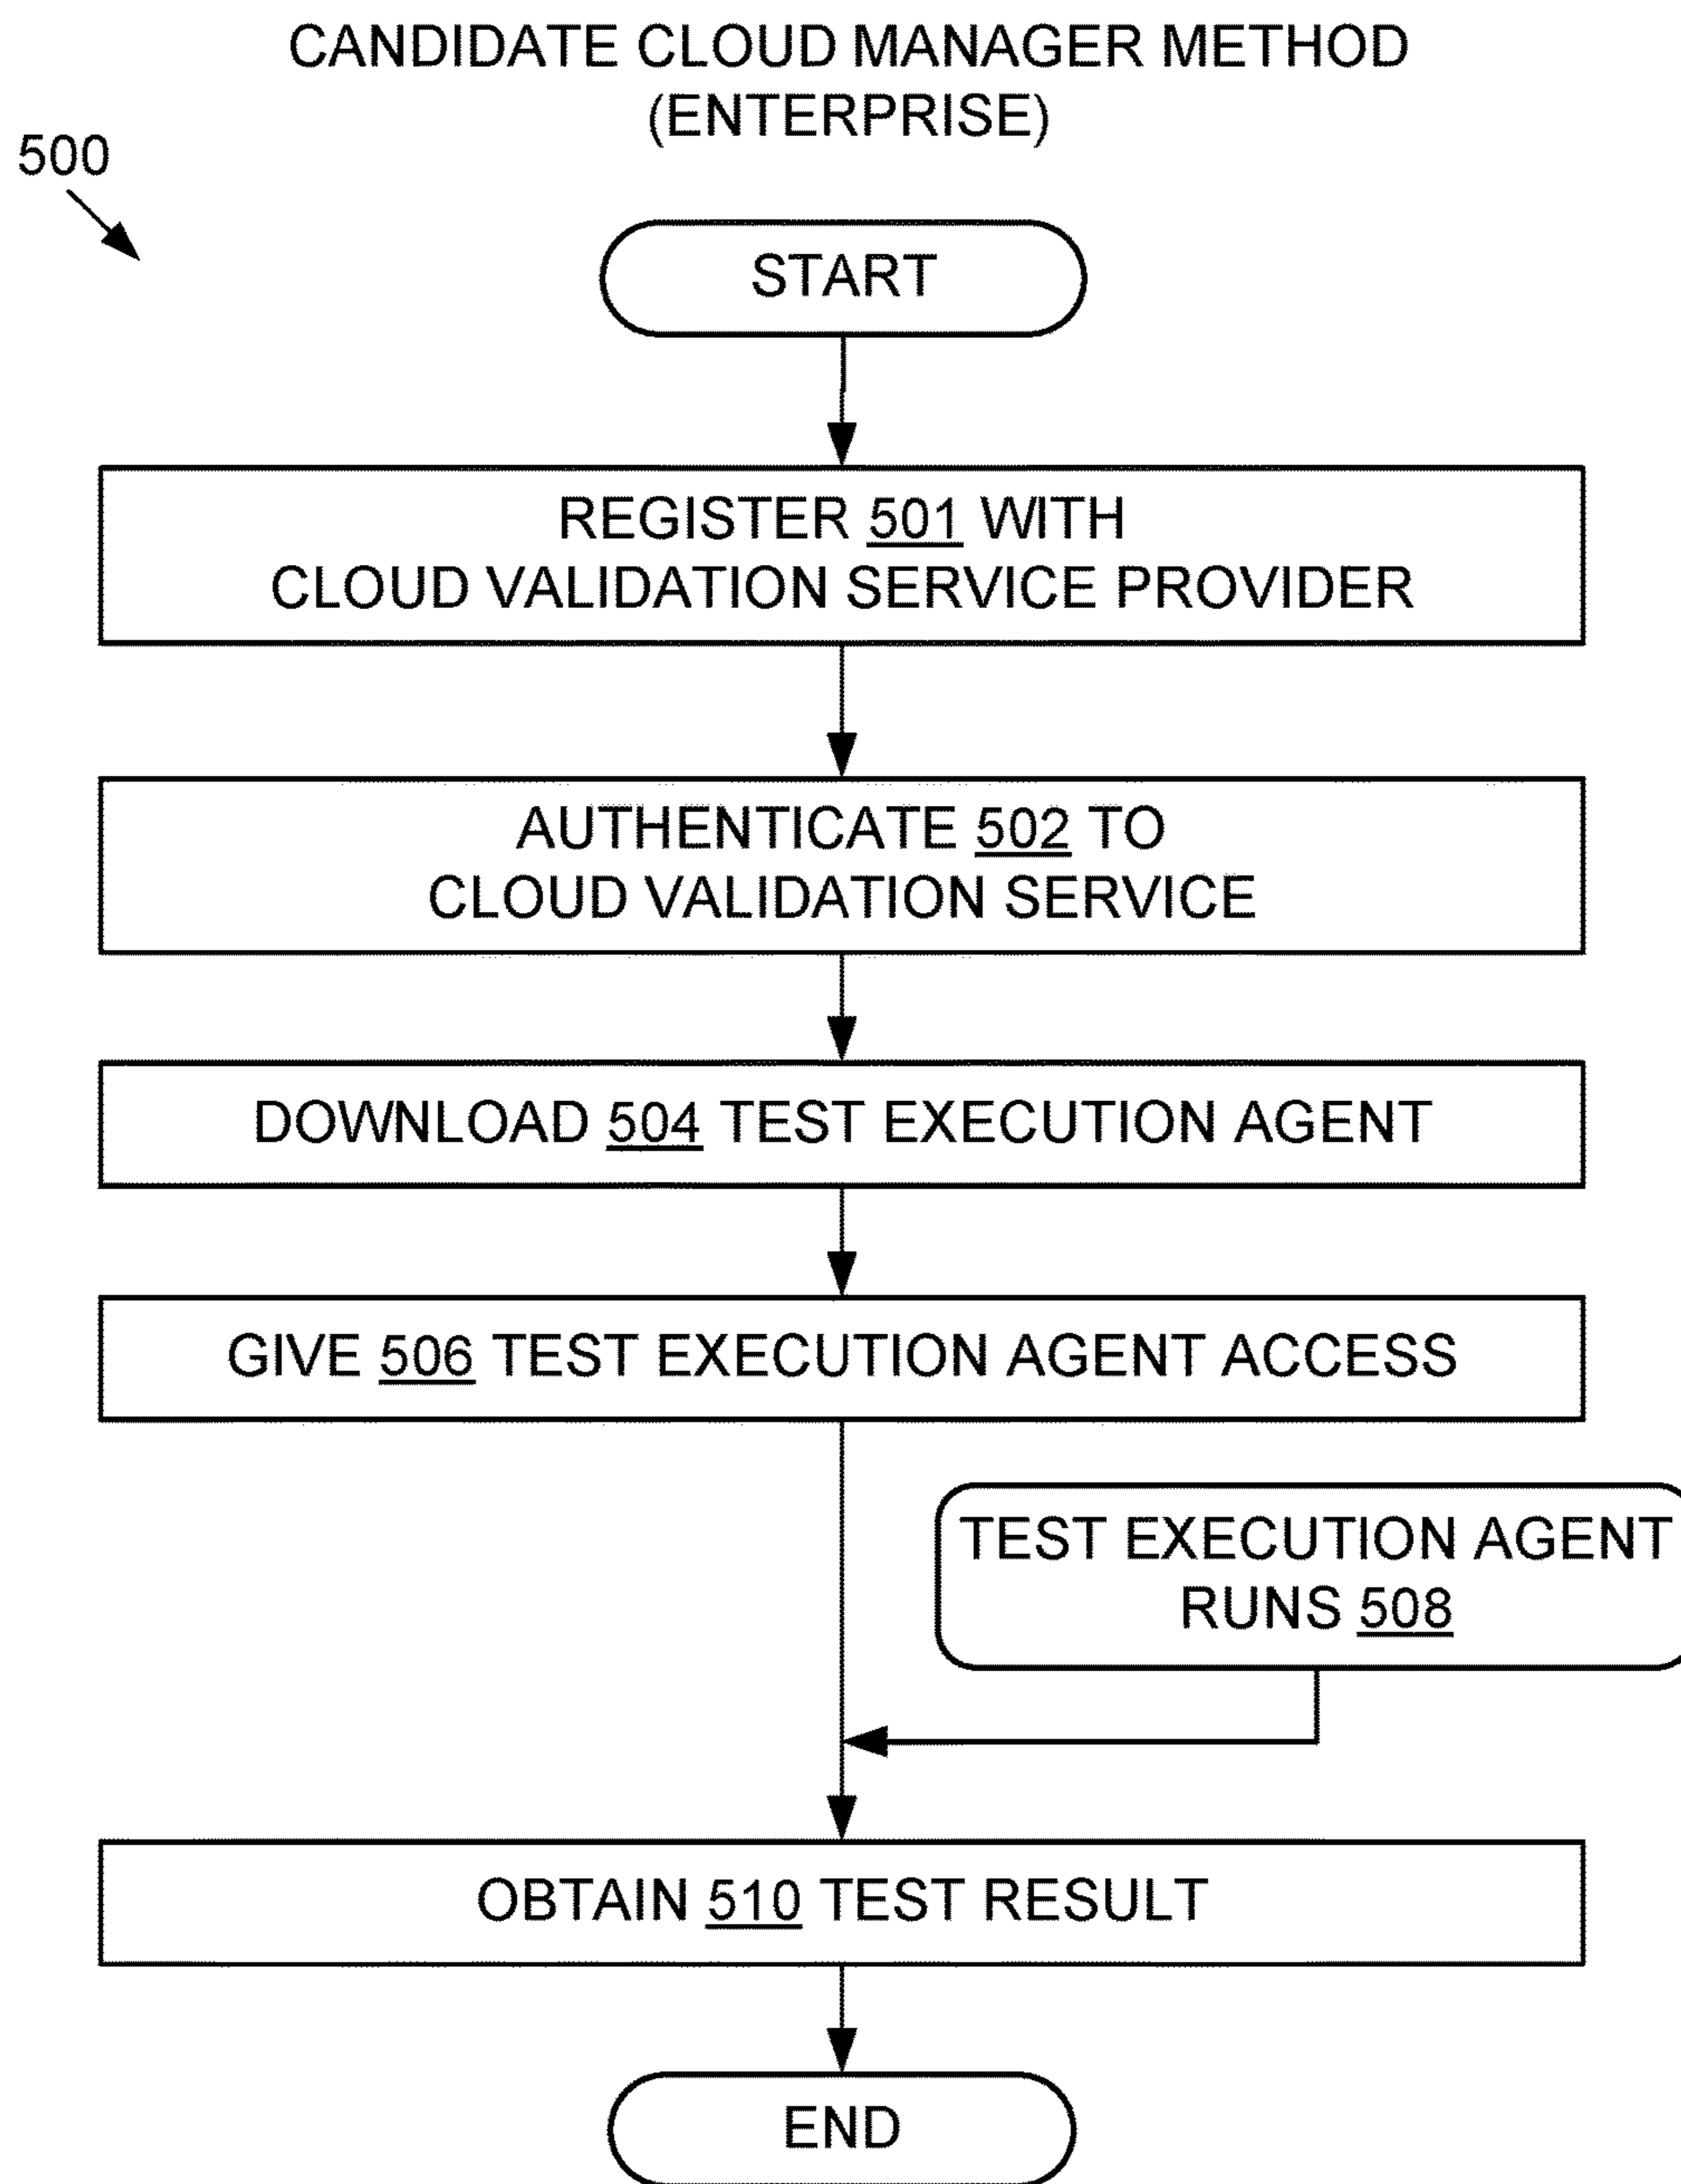 CANDIDATE CLOUD MANAGER METHOD
(ENTERPRISE)
500
START
REGISTER 501 WITH
CLOUD VALIDATION SERVICE PROVIDER
AUTHENTICATE 502 TO
CLOUD VALIDATION SERVICE
DOWNLOAD 504 TEST EXECUTION AGENT
GIVE 506 TEST EXECUTION AGENT ACCESS
TEST EXECUTION AGENT
RUNS 508
OBTAIN 510 TEST RESULT
END